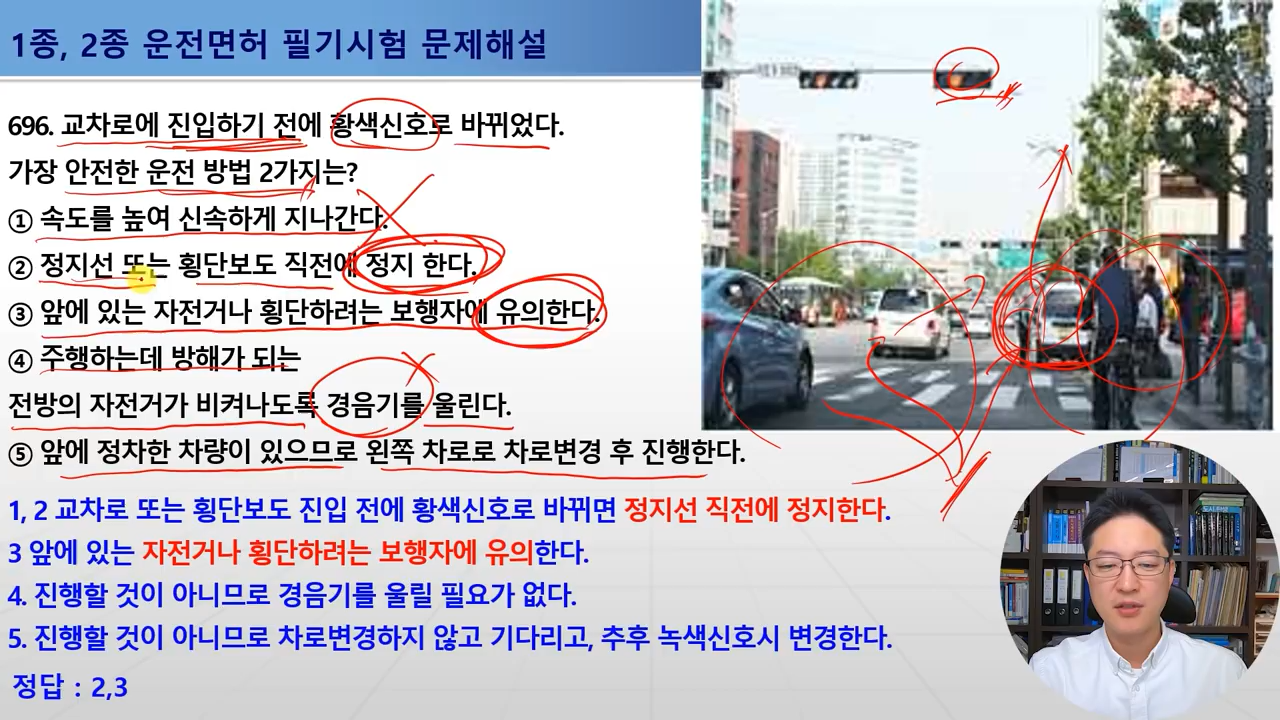 1종, 2종 운전면허 필기시험 문제해설
696. 교차로에 진입하기 전에 황색신호로 바뀌었다.
가장 안전한 운전 방법 2가지는?
① 속도를 높여 신속하게 지나간다.
② 정지선 또는 횡단보도 직전에 정지 한다.
③ 앞에 있는 자전거나 횡단하려는 보행자에 유의한다.
④ 주행하는데 방해가 되는
전방의 자전거가 비켜나도록 경음기를 울린다.
⑤ 앞에 정차한 차량이 있으므로 왼쪽 차로로 차로변경 후 진행한다.
1, 2 교차로 또는 횡단보도 진입 전에 황색신호로 바뀌면 정지선 직전에 정지한다.
3 앞에 있는 자전거나 횡단하려는 보행자에 유의한다.
4. 진행할 것이 아니므로 경음기를 울릴 필요가 없다.
5. 진행할 것이 아니므로 차로변경하지 않고 기다리고, 추후 녹색신호시 변경한다.
정답 : 2,3